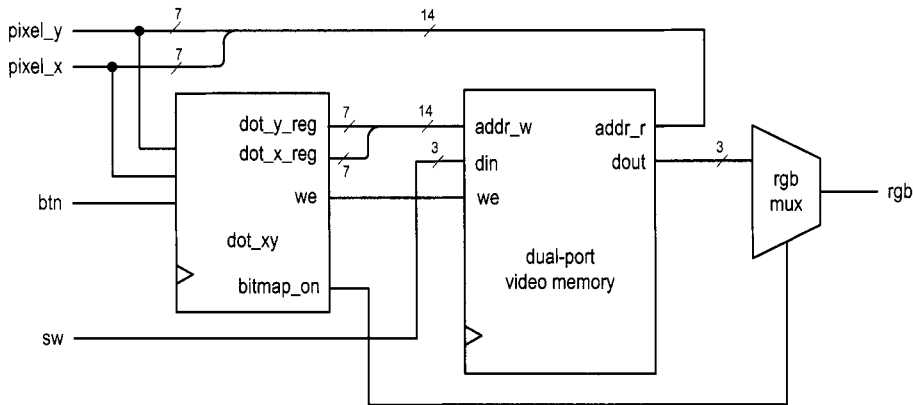 pixel_y
7
14
pixel_x
7
dot_y_reg
7
14
addr_w
addr_r
dot_x_reg
7
3
din
dout
3
rgb
mux
rgb
btn
we
we
dot_xy
dual-port
video memory
bitmap_on
sw